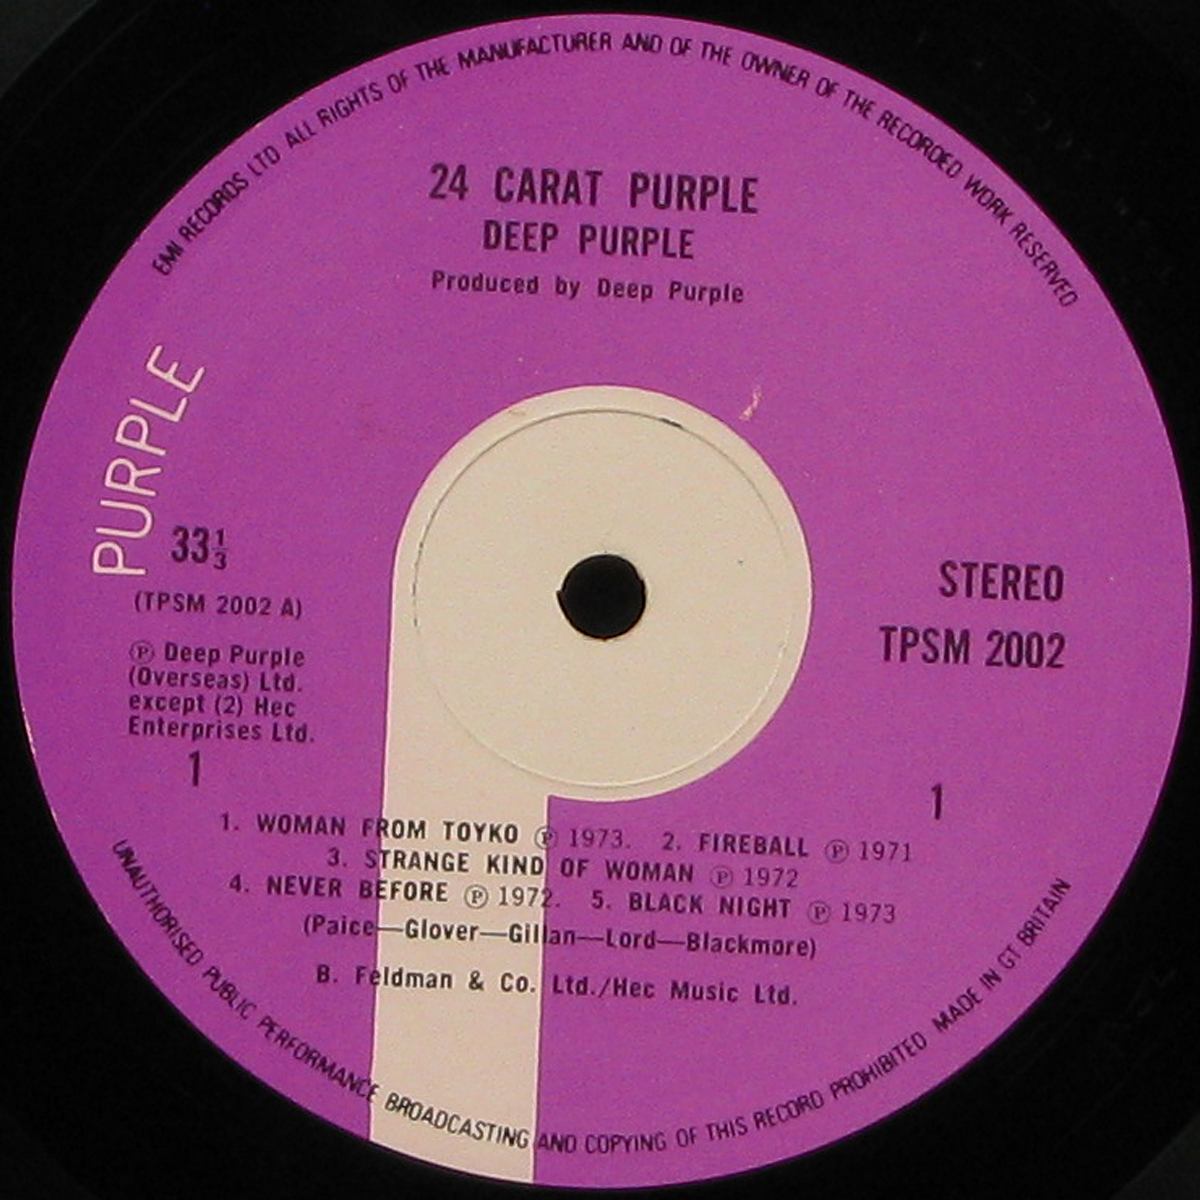 EMI RECORDS LTD ALL RIGHTS OF THE MANUFACTURER AND OF THE OWNER OF THE RECORDED WORK RESERVED
24 CARAT PURPLE
DEEP PURPLE
Produced by Deep Purple
PURPLE
33⅓
(TPSM 2002 A)
℗ Deep Purple
(Overseas) Ltd.
except (2) Hec
Enterprises Ltd.
1
STEREO
TPSM 2002
1
1. WOMAN FROM TOYKO ℗ 1973. 2. FIREBALL ℗ 1971
3. STRANGE KIND OF WOMAN ℗ 1972
4. NEVER BEFORE ℗ 1972. 5. BLACK NIGHT ℗ 1973
(Paice—Glover—Gillan—Lord—Blackmore)
B. Feldman & Co. Ltd./Hec Music Ltd.
UNAUTHORISED PUBLIC PERFORMANCE BROADCASTING AND COPYING OF THIS RECORD PROHIBITED MADE IN GT BRITAIN